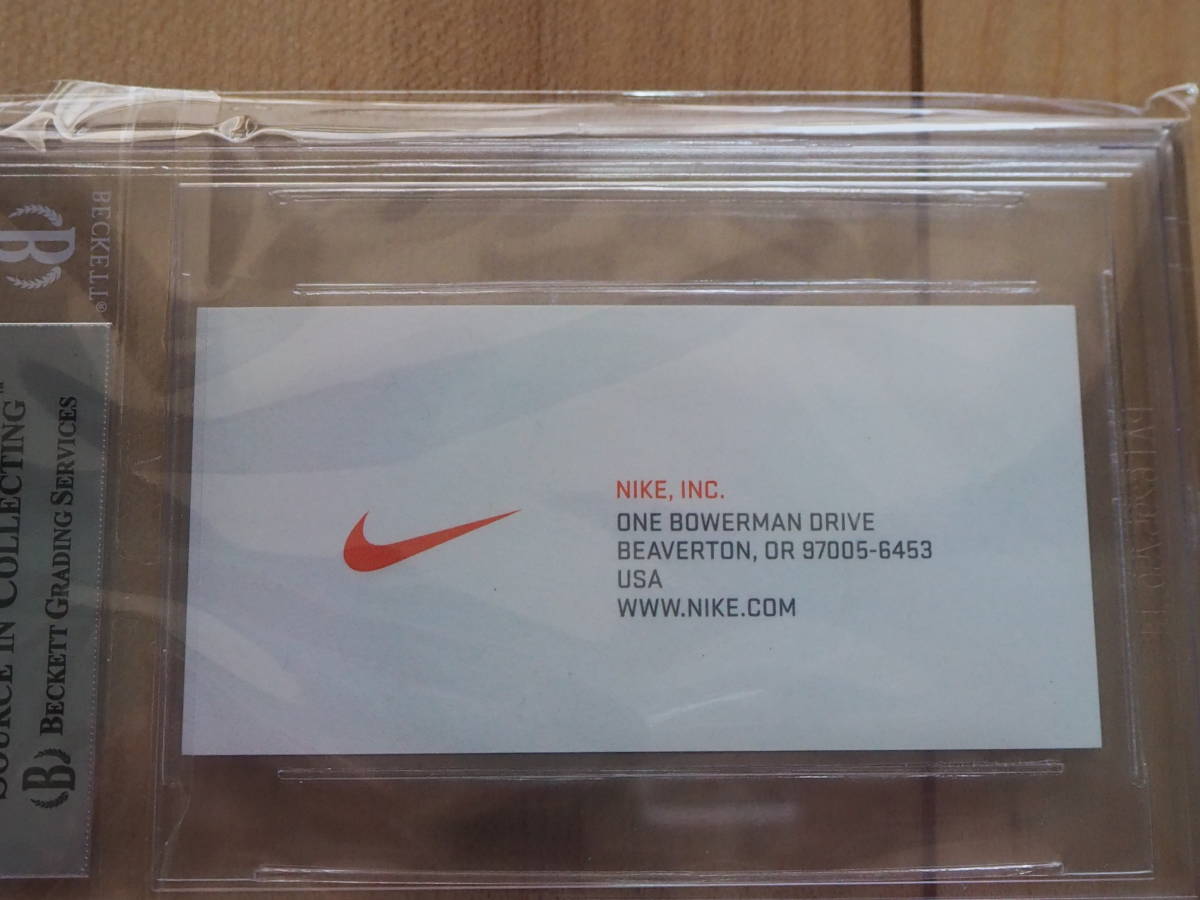 BECKETT®
B
SOURCE IN COLLECTING™
B BECKETT GRADING SERVICES
NIKE, INC.
ONE BOWERMAN DRIVE
BEAVERTON, OR 97005-6453
USA
WWW.NIKE.COM